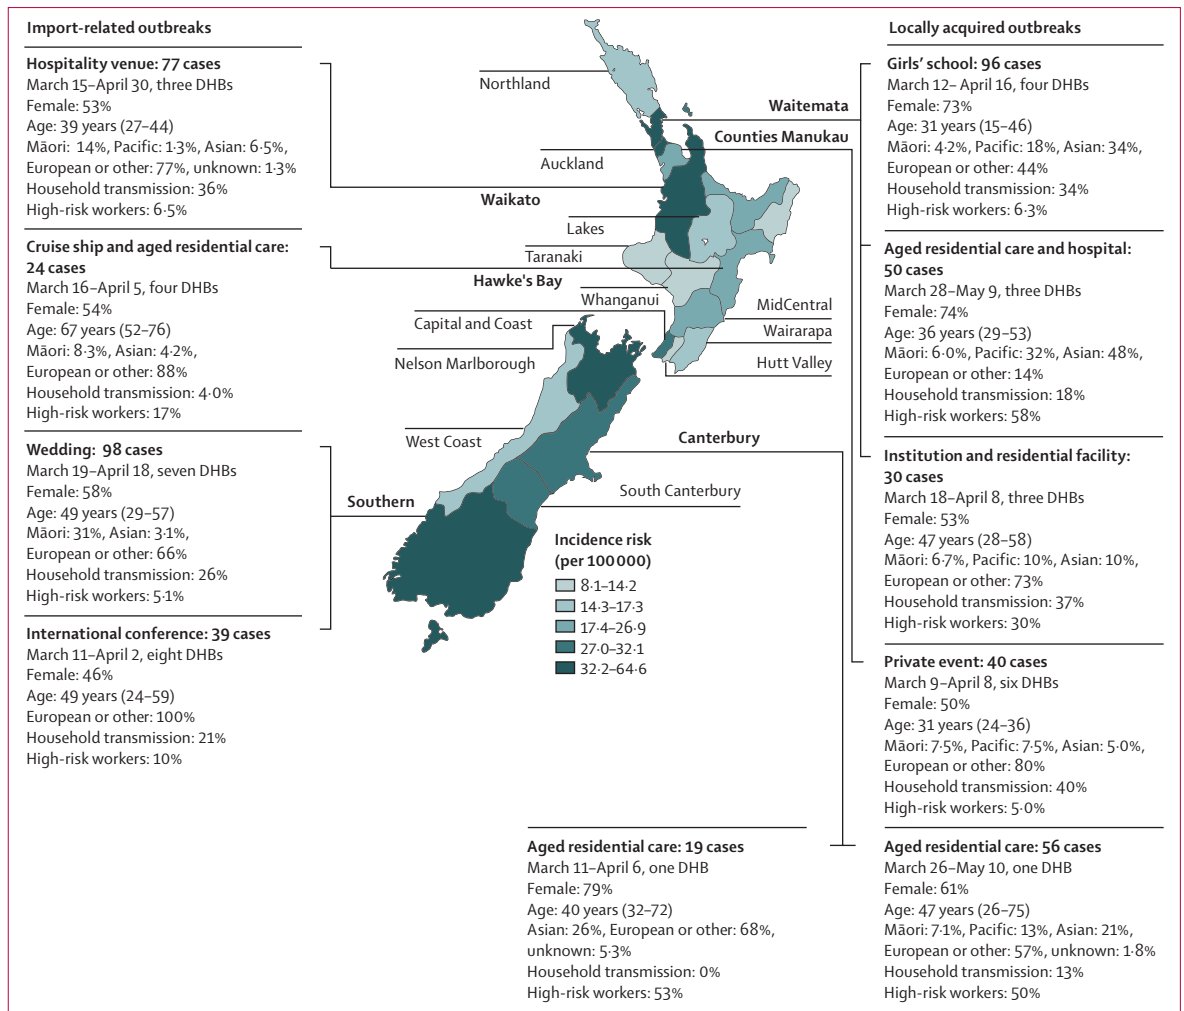 Import-related outbreaks
Hospitality venue: 77 cases
March 15–April 30, three DHBs
Female: 53%
Age: 39 years (27–44)
Māori: 14%, Pacific: 1·3%, Asian: 6·5%,
European or other: 77%, unknown: 1·3%
Household transmission: 36%
High-risk workers: 6·5%
Cruise ship and aged residential care:
24 cases
March 16–April 5, four DHBs
Female: 54%
Age: 67 years (52–76)
Māori: 8·3%, Asian: 4·2%,
European or other: 88%
Household transmission: 4·0%
High-risk workers: 17%
Wedding: 98 cases
March 19–April 18, seven DHBs
Female: 58%
Age: 49 years (29–57)
Māori: 31%, Asian: 3·1%,
European or other: 66%
Household transmission: 26%
High-risk workers: 5·1%
International conference: 39 cases
March 11–April 2, eight DHBs
Female: 46%
Age: 49 years (24–59)
European or other: 100%
Household transmission: 21%
High-risk workers: 10%
Northland
Waitemata
Counties Manukau
Auckland
Waikato
Lakes
Taranaki
Hawke's Bay
Whanganui
MidCentral
Capital and Coast
Wairarapa
Nelson Marlborough
Hutt Valley
West Coast
Canterbury
South Canterbury
Southern
Incidence risk
(per 100 000)
8·1–14·2
14·3–17·3
17·4–26·9
27·0–32·1
32·2–64·6
Locally acquired outbreaks
Girls' school: 96 cases
March 12– April 16, four DHBs
Female: 73%
Age: 31 years (15–46)
Māori: 4·2%, Pacific: 18%, Asian: 34%,
European or other: 44%
Household transmission: 34%
High-risk workers: 6·3%
Aged residential care and hospital:
50 cases
March 28–May 9, three DHBs
Female: 74%
Age: 36 years (29–53)
Māori: 6·0%, Pacific: 32%, Asian: 48%,
European or other: 14%
Household transmission: 18%
High-risk workers: 58%
Institution and residential facility:
30 cases
March 18–April 8, three DHBs
Female: 53%
Age: 47 years (28–58)
Māori: 6·7%, Pacific: 10%, Asian: 10%,
European or other: 73%
Household transmission: 37%
High-risk workers: 30%
Private event: 40 cases
March 9–April 8, six DHBs
Female: 50%
Age: 31 years (24–36)
Māori: 7·5%, Pacific: 7·5%, Asian: 5·0%,
European or other: 80%
Household transmission: 40%
High-risk workers: 5·0%
Aged residential care: 19 cases
March 11–April 6, one DHB
Female: 79%
Age: 40 years (32–72)
Asian: 26%, European or other: 68%,
unknown: 5·3%
Household transmission: 0%
High-risk workers: 53%
Aged residential care: 56 cases
March 26–May 10, one DHB
Female: 61%
Age: 47 years (26–75)
Māori: 7·1%, Pacific: 13%, Asian: 21%,
European or other: 57%, unknown: 1·8%
Household transmission: 13%
High-risk workers: 50%